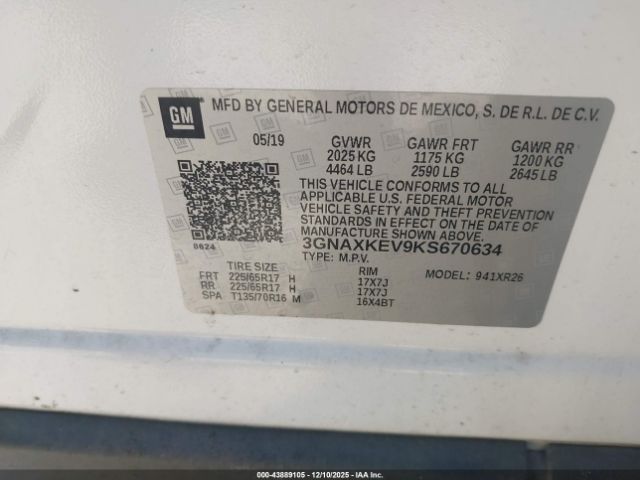 GM
MFD BY GENERAL MOTORS DE MEXICO, S. DE R.L. DE C.V.
05/19 GVWR GAWR FRT GAWR RR
2025 KG 1175 KG 1200 KG
4464 LB 2590 LB 2645 LB
THIS VEHICLE CONFORMS TO ALL
APPLICABLE U.S. FEDERAL MOTOR
VEHICLE SAFETY AND THEFT PREVENTION
STANDARDS IN EFFECT ON THE DATE OF
MANUFACTURE SHOWN ABOVE.
8624 3GNAXKEV9KS670634
TYPE: M.P.V.
TIRE SIZE RIM MODEL: 941XR26
FRT 225/65R17 H 17X7J
RR 225/65R17 H 17X7J
SPA T135/70R16 M 16X4BT
000-43889105 - 12/10/2025 - IAA Inc.